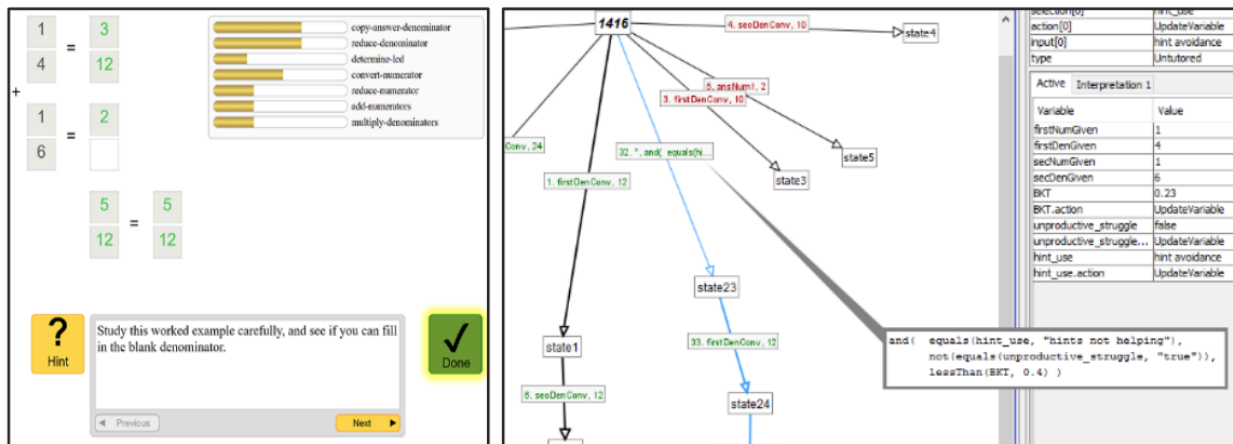 1
4
=
3
12
+
1
6
=
2
5
12
=
5
12
copy-answer-denominator
reduce-denominator
determine-lcd
convert-numerator
reduce-numerator
add-numerators
multiply-denominators
?
Hint
Study this worked example carefully, and see if you can fill
in the blank denominator.
Previous
Next
Done
1416
4. secDenConv, 10
state4
5. ansNum1, 2
3. firstDenConv, 10
Conv, 24
32. *, and( equals(hi...
state5
state3
1. firstDenConv, 12
state23
33. firstDenConv, 12
state1
6. secDenConv, 12
state24
and( equals(hint_use, "hints not helping"),
not(equals(unproductive_struggle, "true")),
lessThan(BKT, 0.4) )
selection[0] hint_use
action[0] UpdateVariable
input[0] hint avoidance
type Untutored
Active Interpretation 1
Variable Value
firstNumGiven 1
firstDenGiven 4
secNumGiven 1
secDenGiven 6
BKT 0.23
BKT.action UpdateVariable
unproductive_struggle false
unproductive_struggle... UpdateVariable
hint_use hint avoidance
hint_use.action UpdateVariable